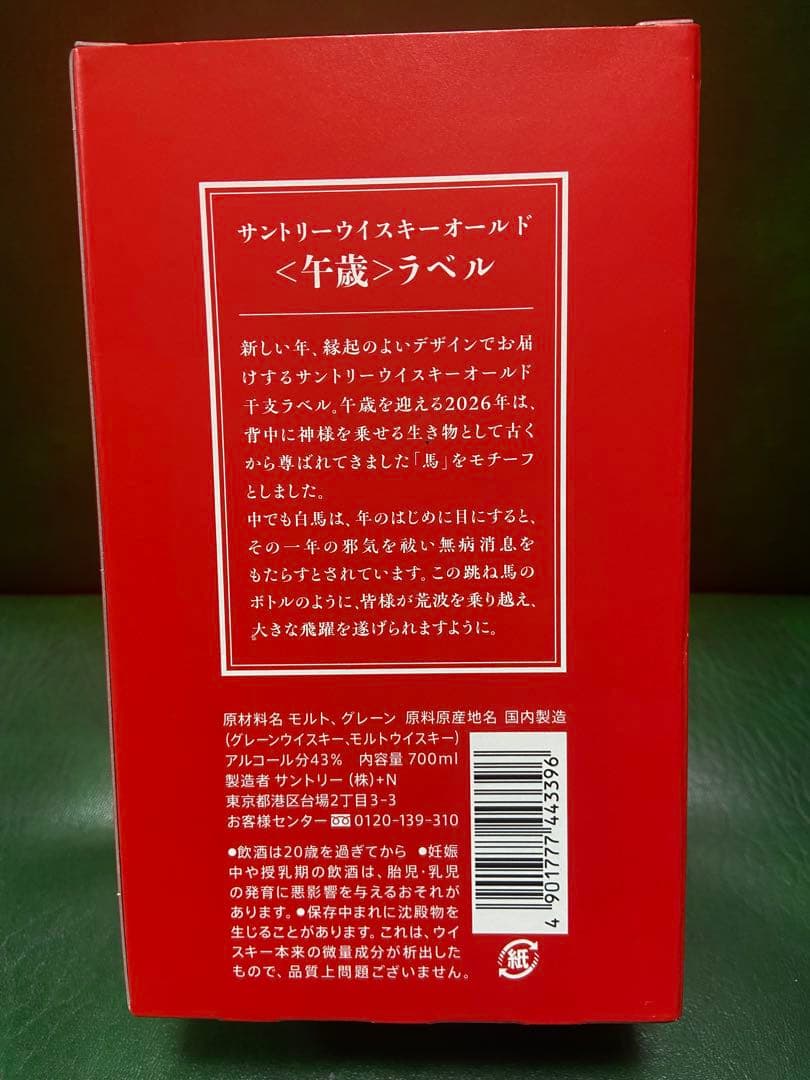 サントリーウイスキーオールド
<午歳>ラベル
新しい年、縁起のよいデザインでお届
けするサントリーウイスキーオールド
干支ラベル。午歳を迎える2026年は、
背中に神様を乗せる生き物として古く
から尊ばれてきました「馬」をモチーフ
としました。
中でも白馬は、年のはじめに目にすると、
その一年の邪気を祓い無病消息を
もたらすとされています。この跳ね馬の
ボトルのように、皆様が荒波を乗り越え、
大きな飛躍を遂げられますように。
原材料名 モルト、グレーン 原料原産地名 国内製造
(グレーンウイスキー、モルトウイスキー)
アルコール分43% 内容量 700ml
製造者 サントリー(株)+N
東京都港区台場2丁目3-3
お客様センター 0120-139-310
●飲酒は20歳を過ぎてから ●妊娠
中や授乳期の飲酒は、胎児・乳児
の発育に悪影響を与えるおそれが
あります。●保存中まれに沈殿物を
生じることがあります。これは、ウイ
スキー本来の微量成分が析出した
もので、品質上問題ございません。
4 901777 443396
紙